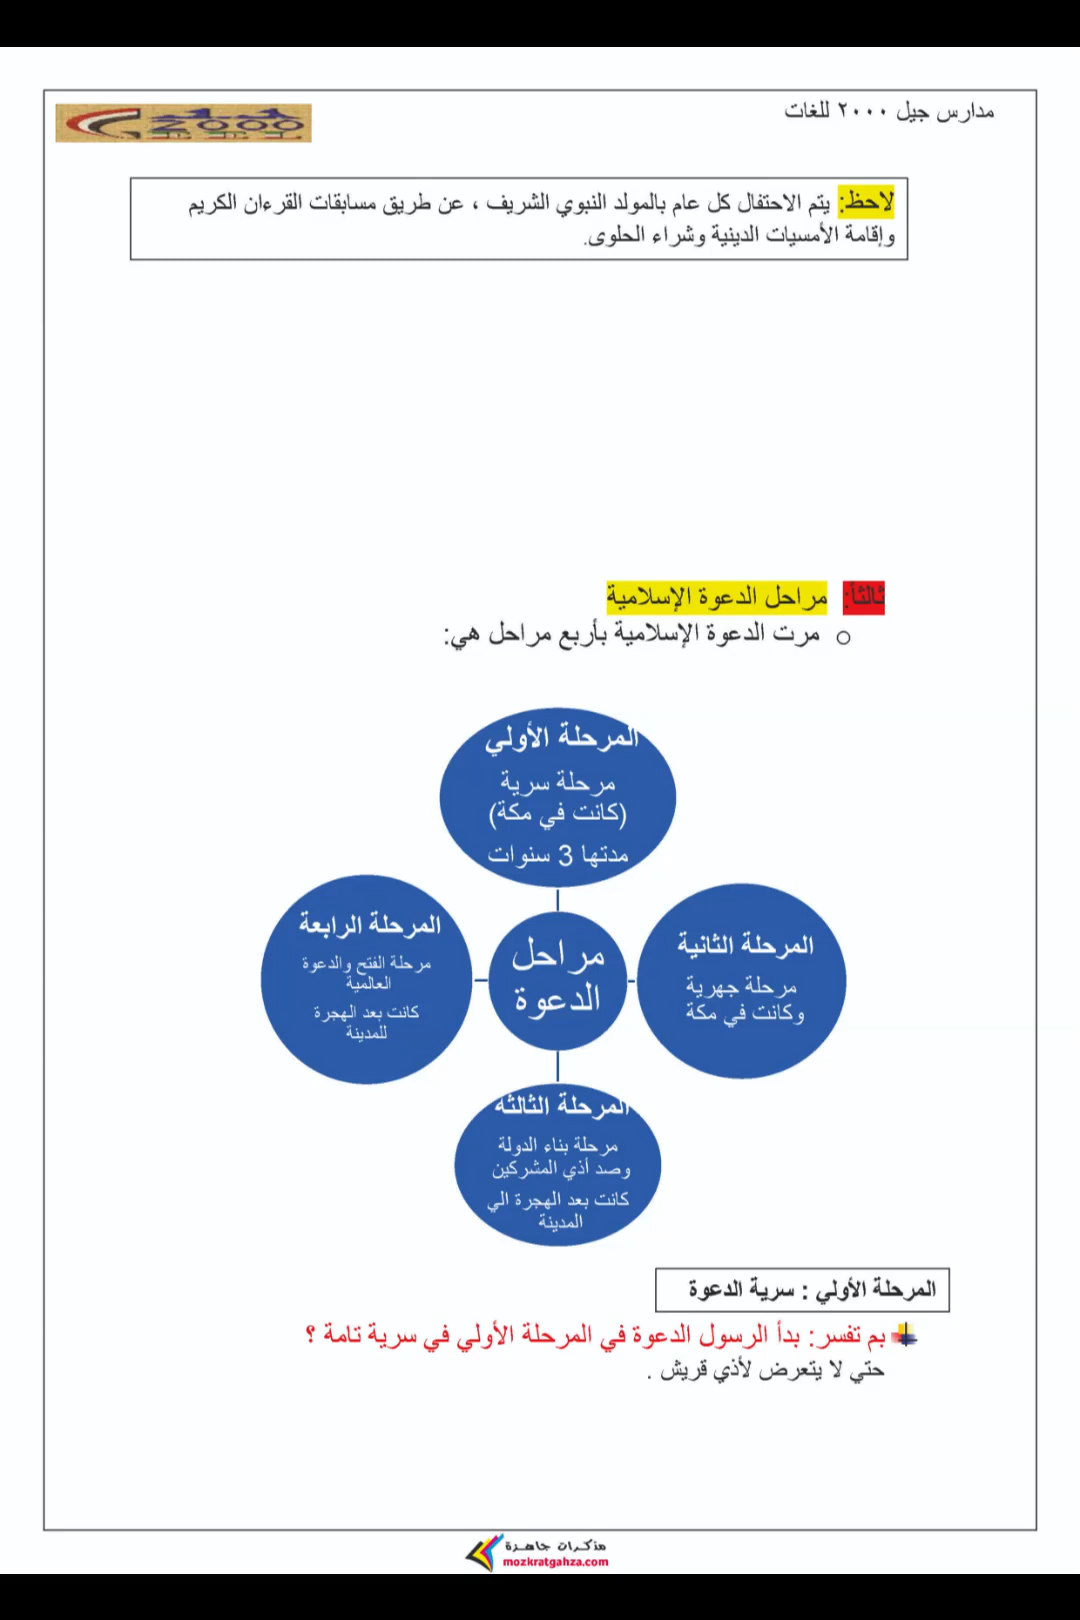 مدارس جيل ٢٠٠٠ للغات
2000
لاحظ: يتم الاحتفال كل عام بالمولد النبوي الشريف ، عن طريق مسابقات القرءان الكريم
وإقامة الأمسيات الدينية وشراء الحلوى.
ثالثاً: مراحل الدعوة الإسلامية
o مرت الدعوة الإسلامية بأربع مراحل هي:
المرحلة الأولي
مرحلة سرية
(كانت في مكة)
مدتها 3 سنوات
المرحلة الثانية
مرحلة جهرية
وكانت في مكة
مراحل
الدعوة
المرحلة الرابعة
مرحلة الفتح والدعوة
العالمية
كانت بعد الهجرة
للمدينة
المرحلة الثالثة
مرحلة بناء الدولة
وصد أذي المشركين
كانت بعد الهجرة الي
المدينة
المرحلة الأولي : سرية الدعوة
بم تفسر: بدأ الرسول الدعوة في المرحلة الأولي في سرية تامة ؟
حتي لا يتعرض لأذي قريش .
مذكرات جاهزة
mozkratgahza.com